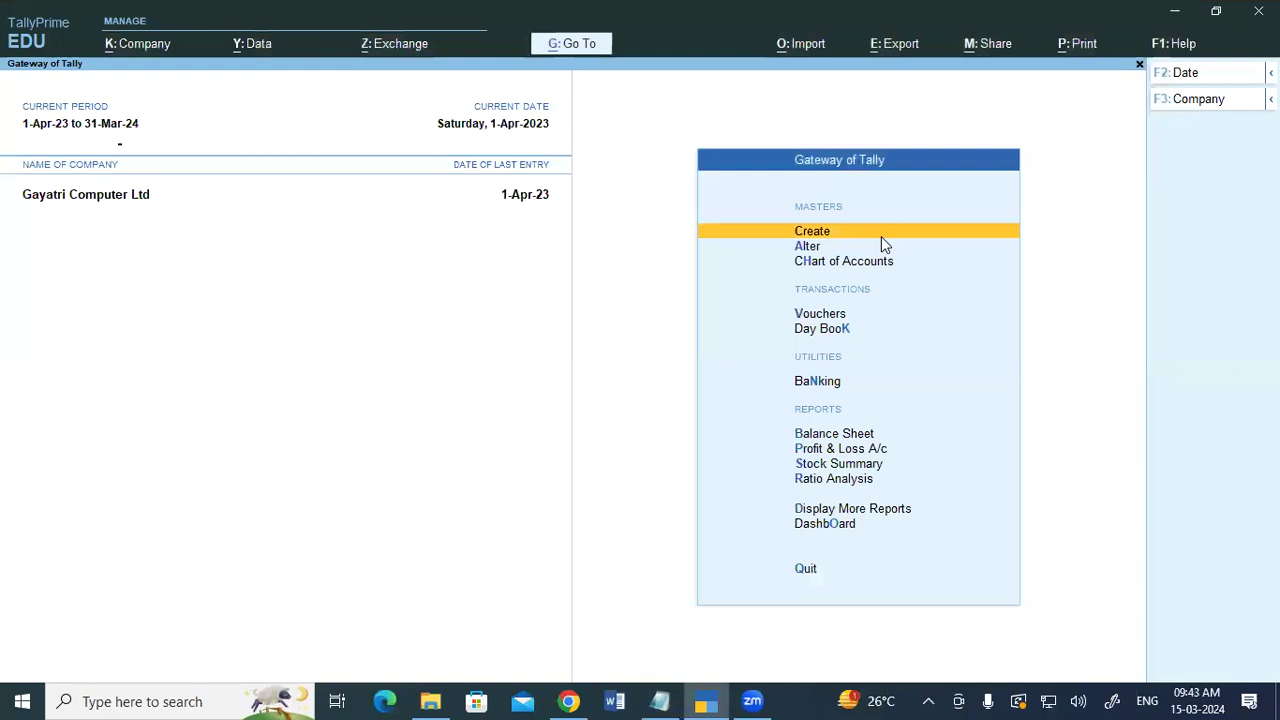 TallyPrime
EDU
MANAGE
K: Company
Y: Data
Z: Exchange
G: Go To
O: Import
E: Export
M: Share
P: Print
F1: Help
Gateway of Tally
F2: Date
F3: Company
CURRENT PERIOD
CURRENT DATE
1-Apr-23 to 31-Mar-24
Saturday, 1-Apr-2023
NAME OF COMPANY
DATE OF LAST ENTRY
Gayatri Computer Ltd
1-Apr-23
Gateway of Tally
MASTERS
Create
Alter
CHart of Accounts
TRANSACTIONS
Vouchers
Day BooK
UTILITIES
BaNking
REPORTS
Balance Sheet
Profit & Loss A/c
Stock Summary
Ratio Analysis
Display More Reports
DashbOard
Quit
Type here to search
zm
26°C
ENG
09:43 AM
15-03-2024